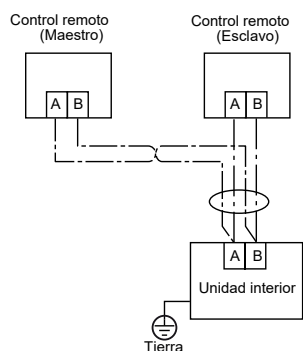 Control remoto
(Maestro)
Control remoto
(Esclavo)
A B
A B
A B
Unidad interior
Tierra